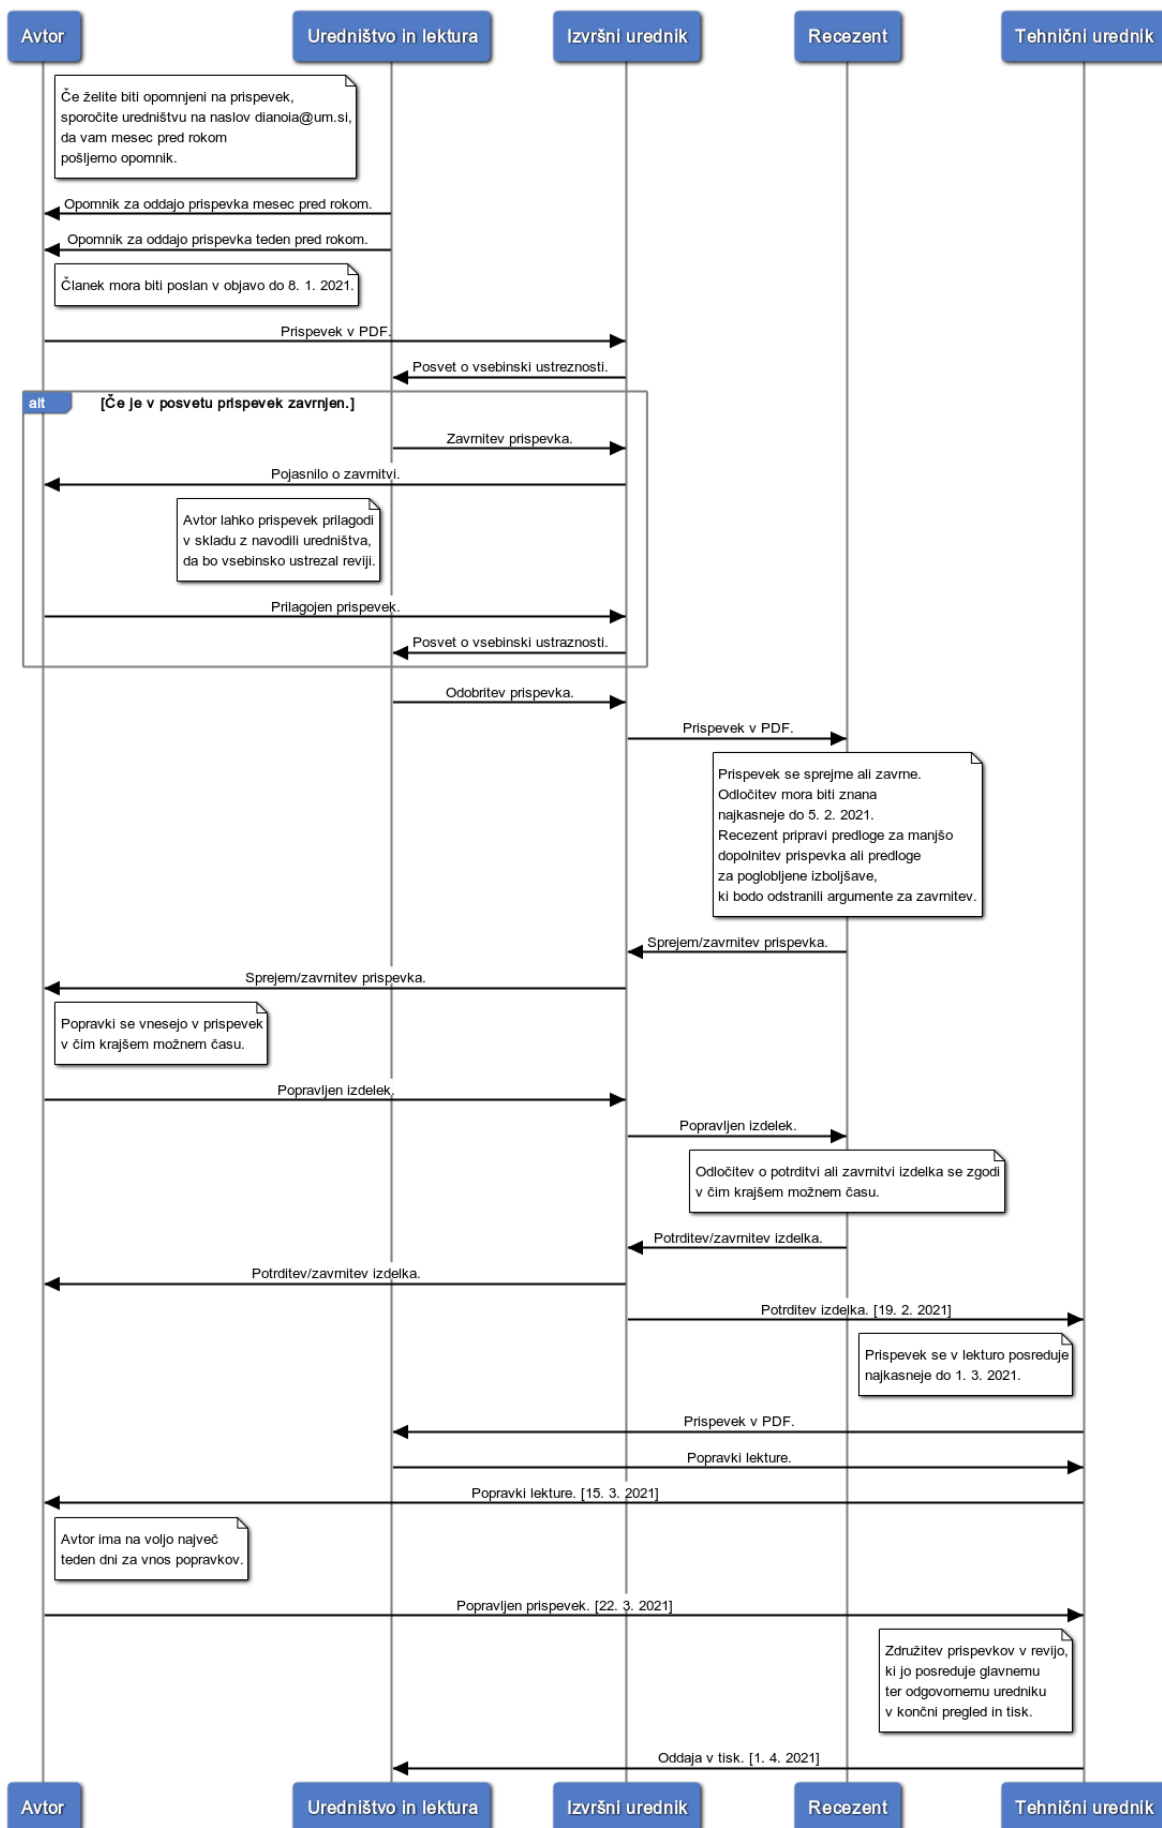 Avtor
Uredništvo in lektura
Izvršni urednik
Recezent
Tehnični urednik
Če želite biti opomnjeni na prispevek,
sporočite uredništvu na naslov dianoia@um.si,
da vam mesec pred rokom
pošljemo opomnik.
Opomnik za oddajo prispevka mesec pred rokom.
Opomnik za oddajo prispevka teden pred rokom.
Članek mora biti poslan v objavo do 8. 1. 2021.
Prispevek v PDF.
Posvet o vsebinski ustreznosti.
alt
[Če je v posvetu prispevek zavrnjen.]
Zavrnitev prispevka.
Pojasnilo o zavrnitvi.
Avtor lahko prispevek prilagodi
v skladu z navodili uredništva,
da bo vsebinsko ustrezal reviji.
Prilagojen prispevek.
Posvet o vsebinski ustraznosti.
Odobritev prispevka.
Prispevek v PDF.
Prispevek se sprejme ali zavrne.
Odločitev mora biti znana
najkasneje do 5. 2. 2021.
Recezent pripravi predloge za manjšo
dopolnitev prispevka ali predloge
za poglobljene izboljšave,
ki bodo odstranili argumente za zavrnitev.
Sprejem/zavrnitev prispevka.
Sprejem/zavrnitev prispevka.
Popravki se vnesejo v prispevek
v čim krajšem možnem času.
Popravljen izdelek.
Popravljen izdelek.
Odločitev o potrditvi ali zavrnitvi izdelka se zgodi
v čim krajšem možnem času.
Potrditev/zavrnitev izdelka.
Potrditev/zavrnitev izdelka.
Potrditev izdelka. [19. 2. 2021]
Prispevek se v lekturo posreduje
najkasneje do 1. 3. 2021.
Prispevek v PDF.
Popravki lekture.
Popravki lekture. [15. 3. 2021]
Avtor ima na voljo največ
teden dni za vnos popravkov.
Popravljen prispevek. [22. 3. 2021]
Združitev prispevkov v revijo,
ki jo posreduje glavnemu
ter odgovornemu uredniku
v končni pregled in tisk.
Oddaja v tisk. [1. 4. 2021]
Avtor
Uredništvo in lektura
Izvršni urednik
Recezent
Tehnični urednik